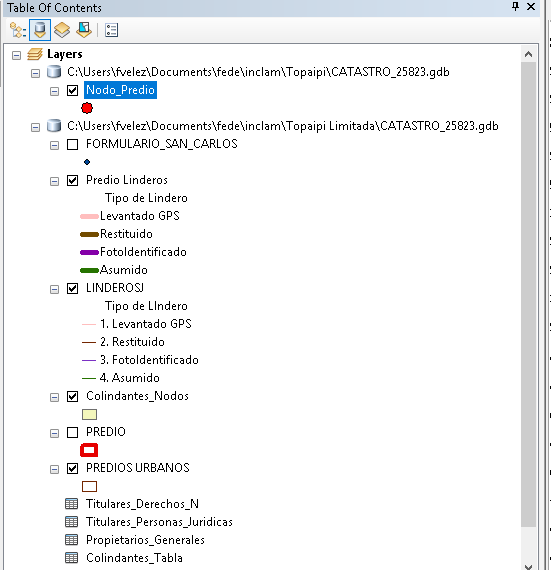 Table Of Contents
Layers
C:\Users\fvelez\Documents\fede\inclam\Topaipi\CATASTRO_25823.gdb
Nodo_Predio
C:\Users\fvelez\Documents\fede\inclam\Topaipi Limitada\CATASTRO_25823.gdb
FORMULARIO_SAN_CARLOS
Predio Linderos
Tipo de Lindero
Levantado GPS
Restituido
FotoIdentificado
Asumido
LINDEROSJ
Tipo de LIndero
1. Levantado GPS
2. Restituido
3. FotoIdentificado
4. Asumido
Colindantes_Nodos
PREDIO
PREDIOS URBANOS
Titulares_Derechos_N
Titulares_Personas_Juridicas
Propietarios_Generales
Colindantes_Tabla